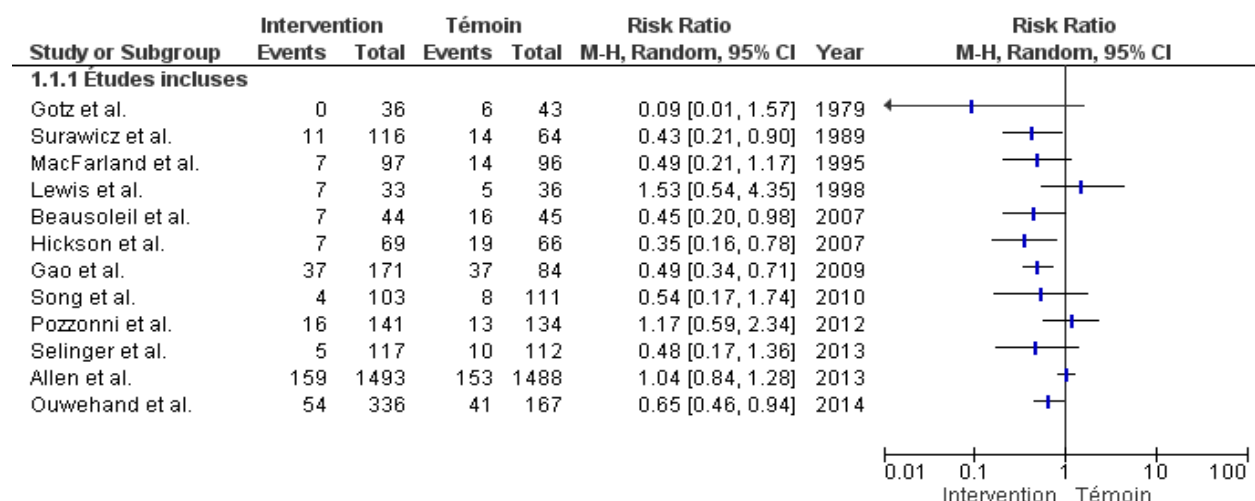 Intervention Témoin Risk Ratio Risk Ratio
Study or Subgroup Events Total Events Total M-H, Random, 95% CI Year M-H, Random, 95% CI
1.1.1 Études incluses
Gotz et al. 0 36 6 43 0.09 [0.01, 1.57] 1979
Surawicz et al. 11 116 14 64 0.43 [0.21, 0.90] 1989
MacFarland et al. 7 97 14 96 0.49 [0.21, 1.17] 1995
Lewis et al. 7 33 5 36 1.53 [0.54, 4.35] 1998
Beausoleil et al. 7 44 16 45 0.45 [0.20, 0.98] 2007
Hickson et al. 7 69 19 66 0.35 [0.16, 0.78] 2007
Gao et al. 37 171 37 84 0.49 [0.34, 0.71] 2009
Song et al. 4 103 8 111 0.54 [0.17, 1.74] 2010
Pozzonni et al. 16 141 13 134 1.17 [0.59, 2.34] 2012
Selinger et al. 5 117 10 112 0.48 [0.17, 1.36] 2013
Allen et al. 159 1493 153 1488 1.04 [0.84, 1.28] 2013
Ouwehand et al. 54 336 41 167 0.65 [0.46, 0.94] 2014
0.01 0.1 1 10 100
Intervention Témoin